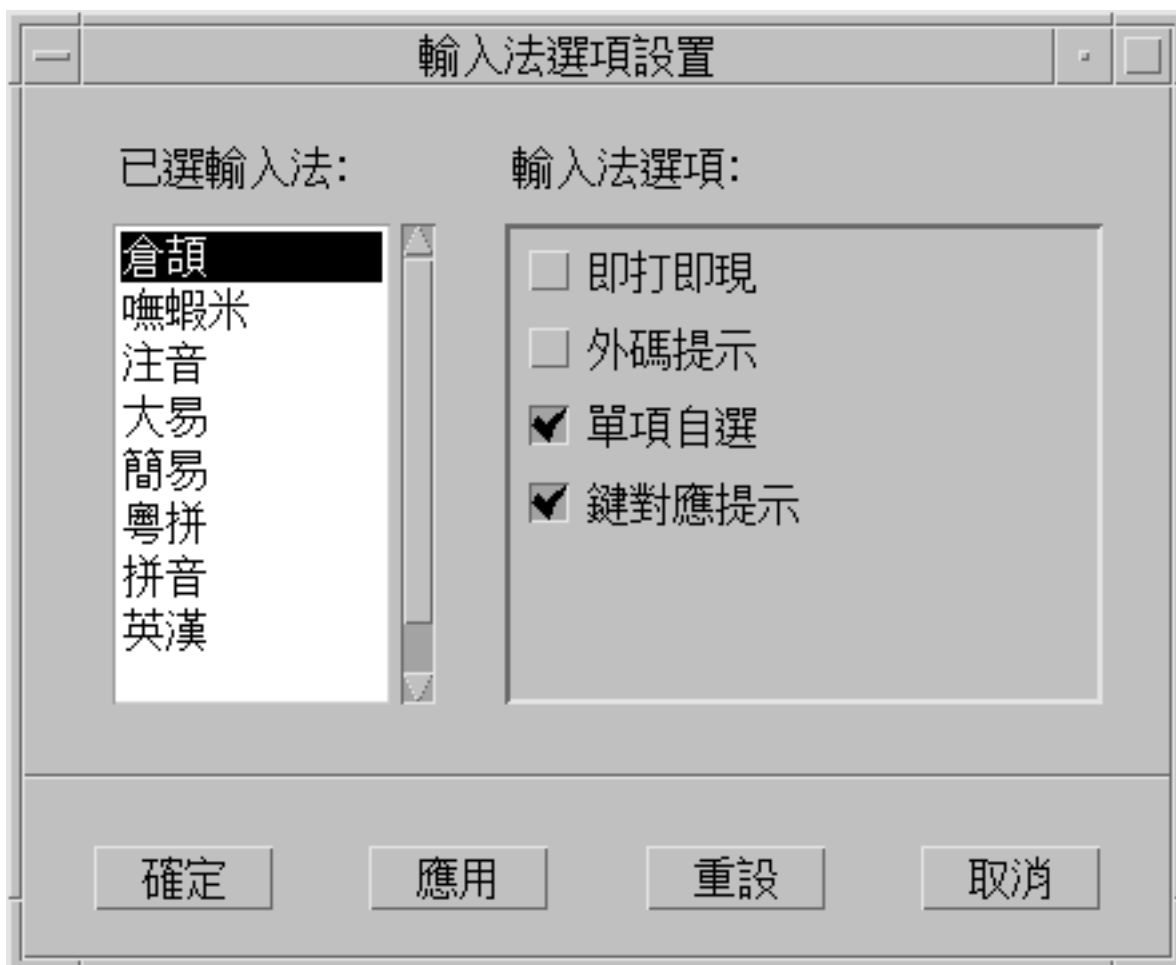 輸入法選項設置
已選輸入法:
倉頡
嘸蝦米
注音
大易
簡易
粵拼
拼音
英漢
輸入法選項:
即打即現
外碼提示
單項自選
鍵對應提示
確定 應用 重設 取消